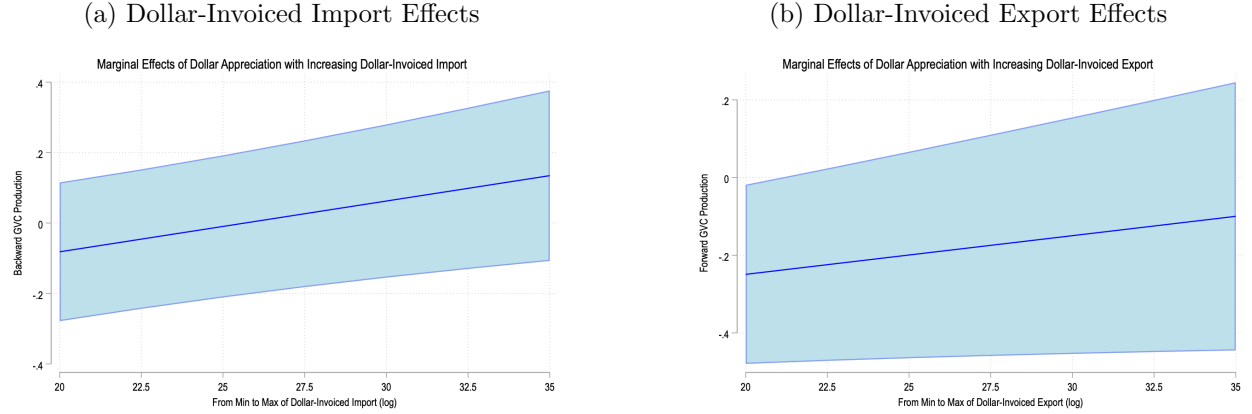 (a) Dollar-Invoiced Import Effects
Marginal Effects of Dollar Appreciation with Increasing Dollar-Invoiced Import
Backward GVC Production
.4
.2
0
-.2
-.4
20 22.5 25 27.5 30 32.5 35
From Min to Max of Dollar-Invoiced Import (log)
(b) Dollar-Invoiced Export Effects
Marginal Effects of Dollar Appreciation with Increasing Dollar-Invoiced Export
Forward GVC Production
.2
0
-.2
-.4
20 22.5 25 27.5 30 32.5 35
From Min to Max of Dollar-Invoiced Export (log)